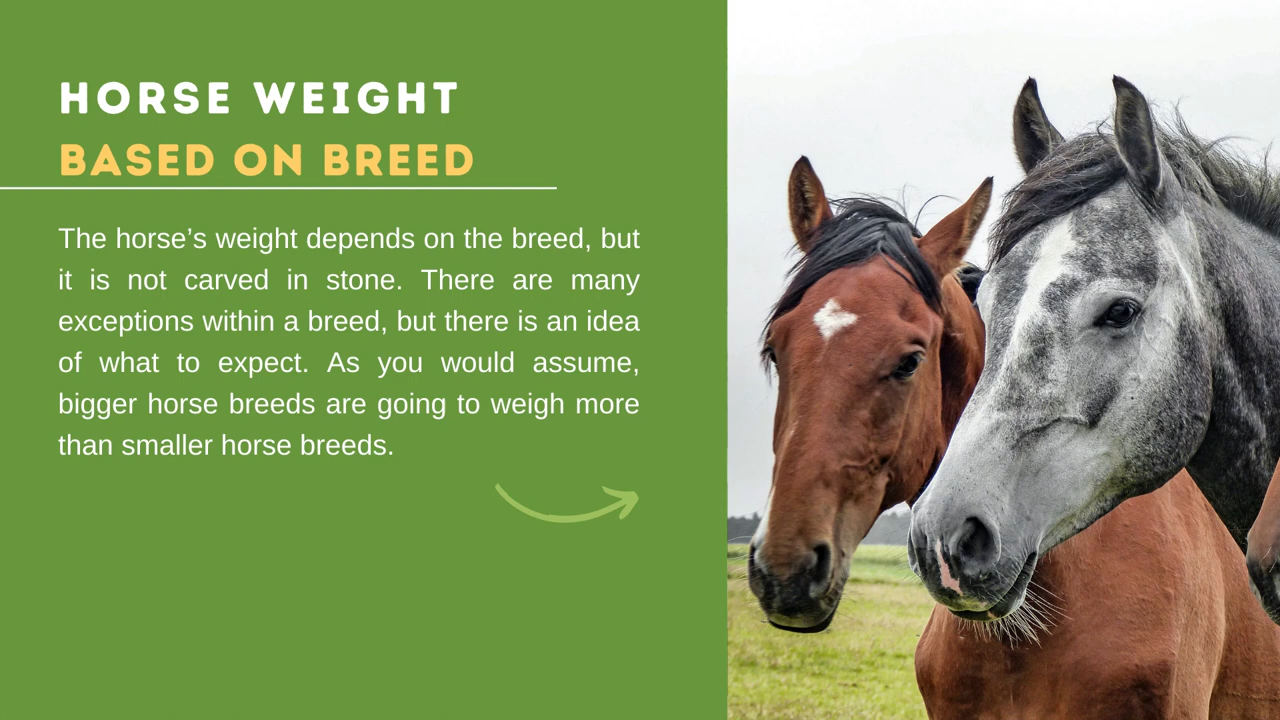 HORSE WEIGHT
BASED ON BREED
The horse’s weight depends on the breed, but
it is not carved in stone. There are many
exceptions within a breed, but there is an idea
of what to expect. As you would assume,
bigger horse breeds are going to weigh more
than smaller horse breeds.